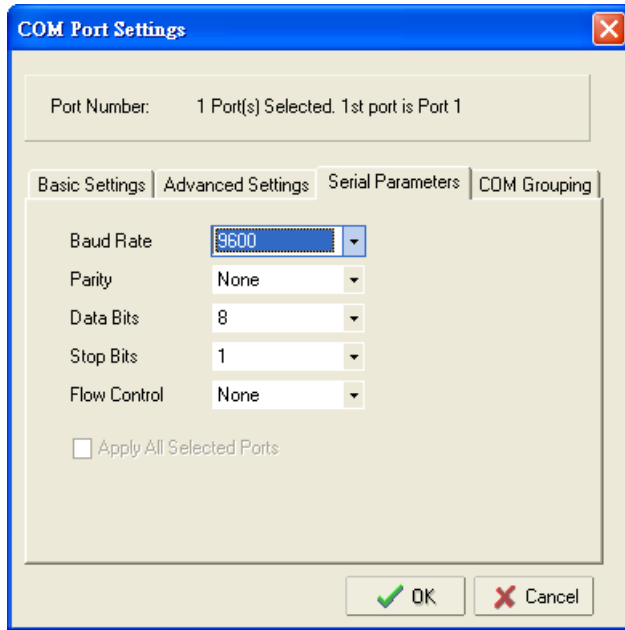 COM Port Settings
Port Number: 1 Port(s) Selected. 1st port is Port 1
Basic Settings Advanced Settings Serial Parameters COM Grouping
Baud Rate 9600
Parity None
Data Bits 8
Stop Bits 1
Flow Control None
Apply All Selected Ports
OK Cancel